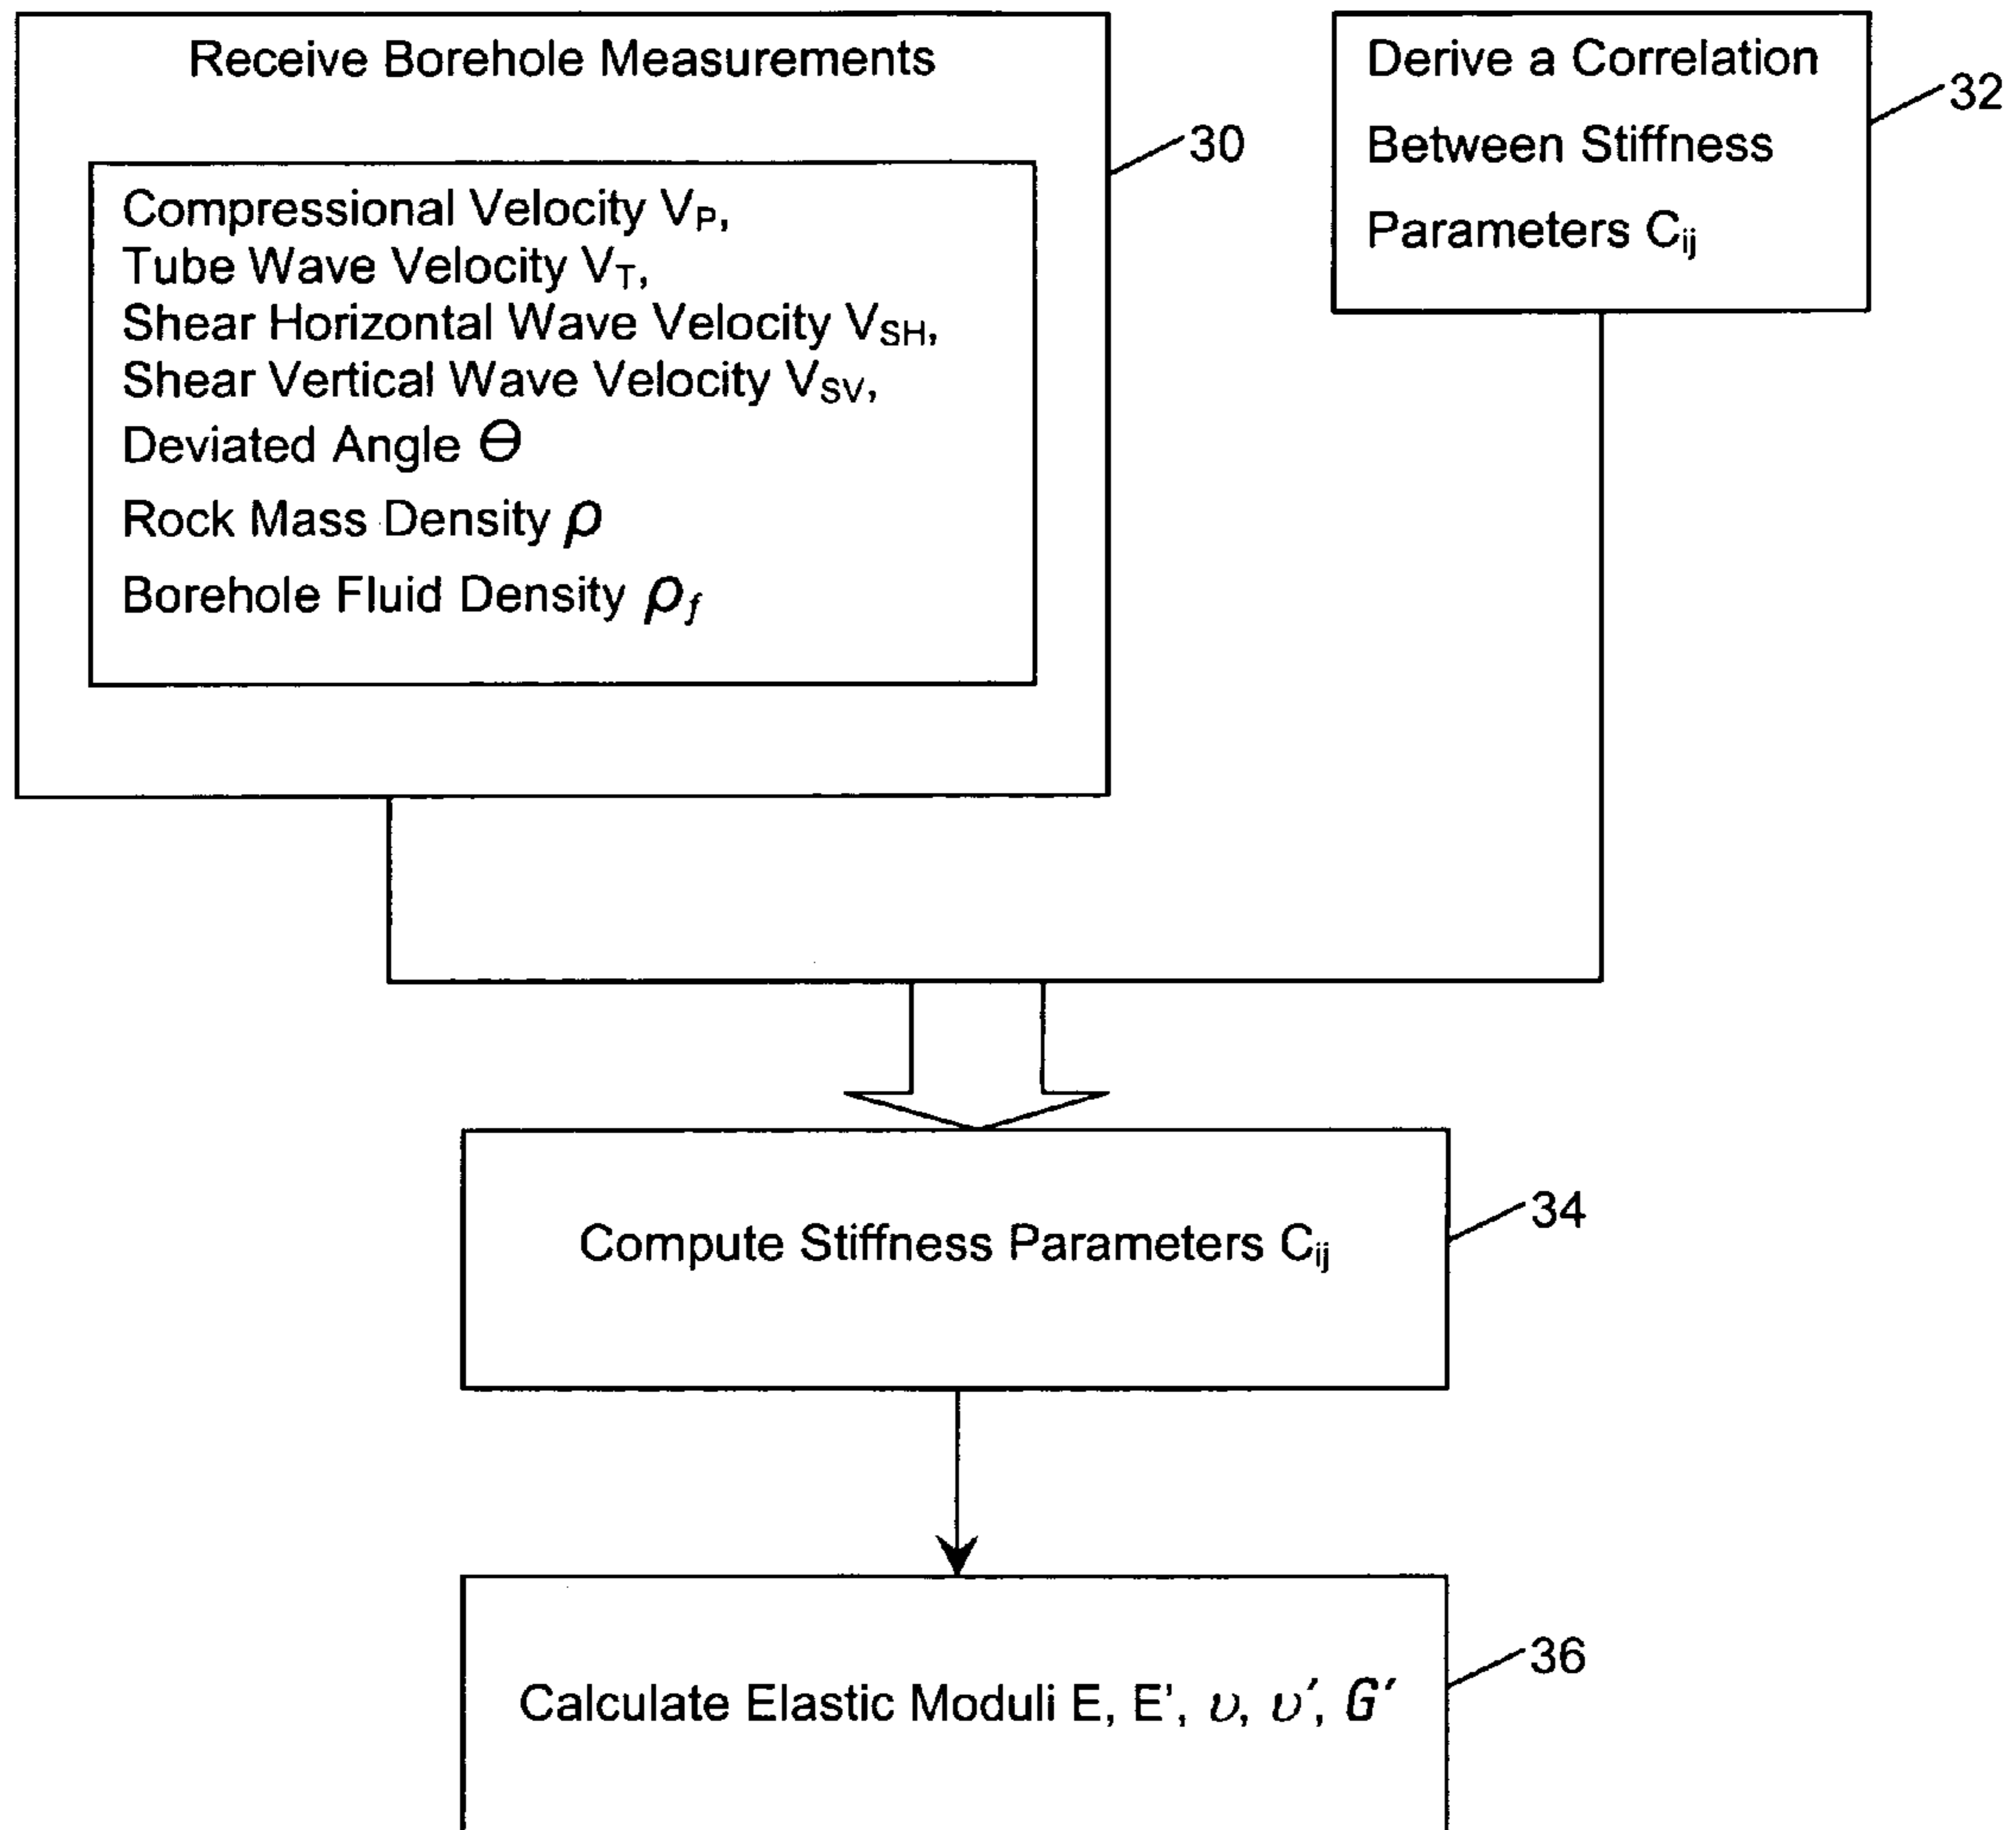 Receive Borehole Measurements
30
Compressional Velocity VP,
Tube Wave Velocity VT,
Shear Horizontal Wave Velocity VSH,
Shear Vertical Wave Velocity VSV,
Deviated Angle Θ
Rock Mass Density ρ
Borehole Fluid Density ρf
Derive a Correlation
Between Stiffness
Parameters Cij
32
Compute Stiffness Parameters Cij
34
Calculate Elastic Moduli E, E', υ, υ', G'
36